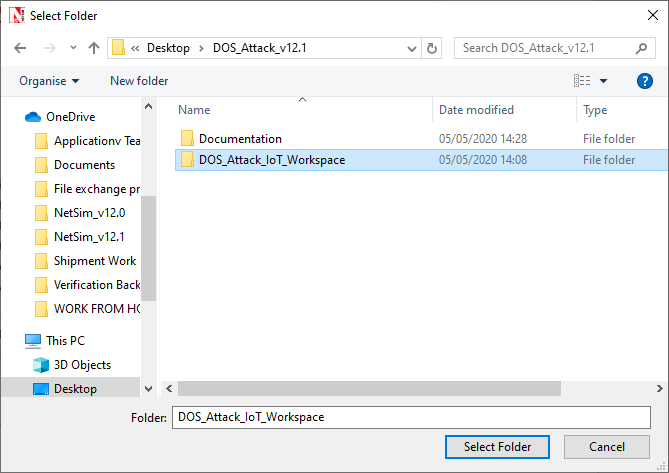 Select Folder
« Desktop > DOS_Attack_v12.1
Search DOS_Attack_v12.1
Organise New folder
OneDrive
Applicationv Tea
Documents
File exchange pr
NetSim_v12.0
NetSim_v12.1
Shipment Work
Verification Back
WORK FROM HO
This PC
3D Objects
Desktop
Name Date modified Type
Documentation 05/05/2020 14:28 File folder
DOS_Attack_IoT_Workspace 05/05/2020 14:08 File folder
Folder: DOS_Attack_IoT_Workspace
Select Folder Cancel